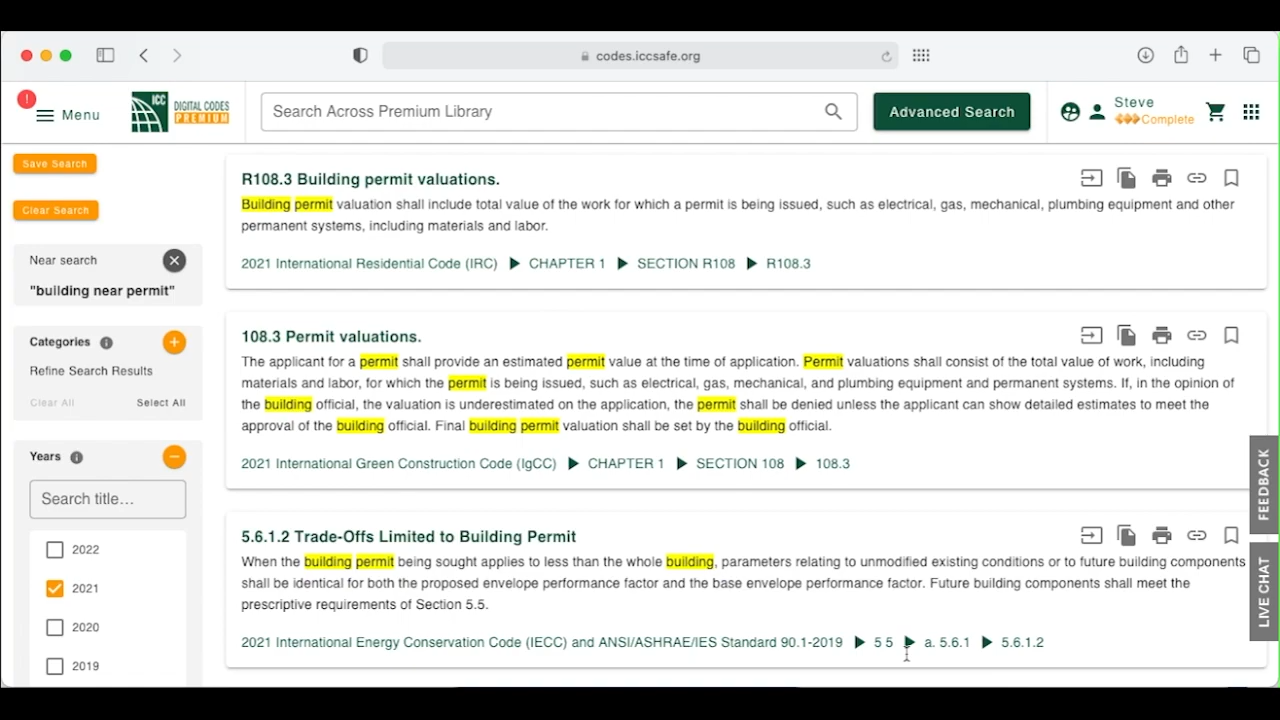 codes.iccsafe.org
!
Menu
ICC DIGITAL CODES PREMIUM
Search Across Premium Library
Advanced Search
Steve
Complete
Save Search
Clear Search
Near search
"building near permit"
Categories
Refine Search Results
Clear All Select All
Years
Search title...
2022
2021
2020
2019
R108.3 Building permit valuations.
Building permit valuation shall include total value of the work for which a permit is being issued, such as electrical, gas, mechanical, plumbing equipment and other
permanent systems, including materials and labor.
2021 International Residential Code (IRC) ▶ CHAPTER 1 ▶ SECTION R108 ▶ R108.3
108.3 Permit valuations.
The applicant for a permit shall provide an estimated permit value at the time of application. Permit valuations shall consist of the total value of work, including
materials and labor, for which the permit is being issued, such as electrical, gas, mechanical, and plumbing equipment and permanent systems. If, in the opinion of
the building official, the valuation is underestimated on the application, the permit shall be denied unless the applicant can show detailed estimates to meet the
approval of the building official. Final building permit valuation shall be set by the building official.
2021 International Green Construction Code (IgCC) ▶ CHAPTER 1 ▶ SECTION 108 ▶ 108.3
5.6.1.2 Trade-Offs Limited to Building Permit
When the building permit being sought applies to less than the whole building, parameters relating to unmodified existing conditions or to future building components
shall be identical for both the proposed envelope performance factor and the base envelope performance factor. Future building components shall meet the
prescriptive requirements of Section 5.5.
2021 International Energy Conservation Code (IECC) and ANSI/ASHRAE/IES Standard 90.1-2019 ▶ 5 5 ▶ a. 5.6.1 ▶ 5.6.1.2
FEEDBACK
LIVE CHAT